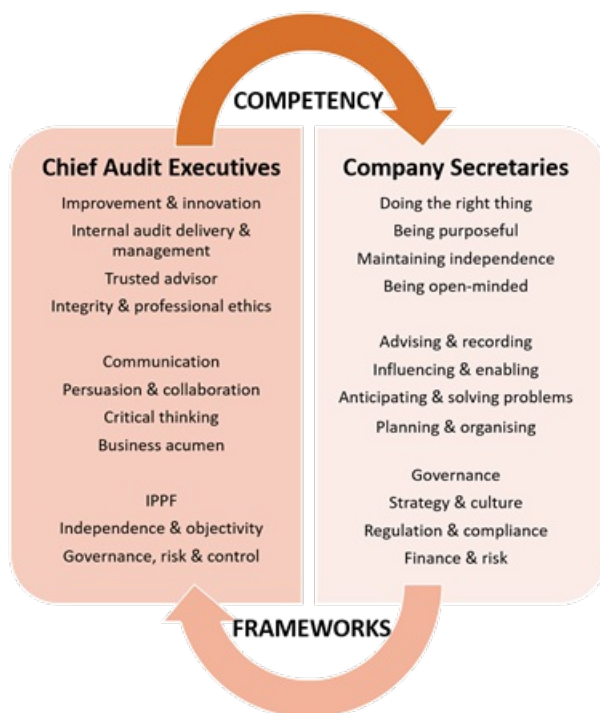 COMPETENCY
Chief Audit Executives
Improvement & innovation
Internal audit delivery &
management
Trusted advisor
Integrity & professional ethics
Communication
Persuasion & collaboration
Critical thinking
Business acumen
IPPF
Independence & objectivity
Governance, risk & control
Company Secretaries
Doing the right thing
Being purposeful
Maintaining independence
Being open-minded
Advising & recording
Influencing & enabling
Anticipating & solving problems
Planning & organising
Governance
Strategy & culture
Regulation & compliance
Finance & risk
FRAMEWORKS